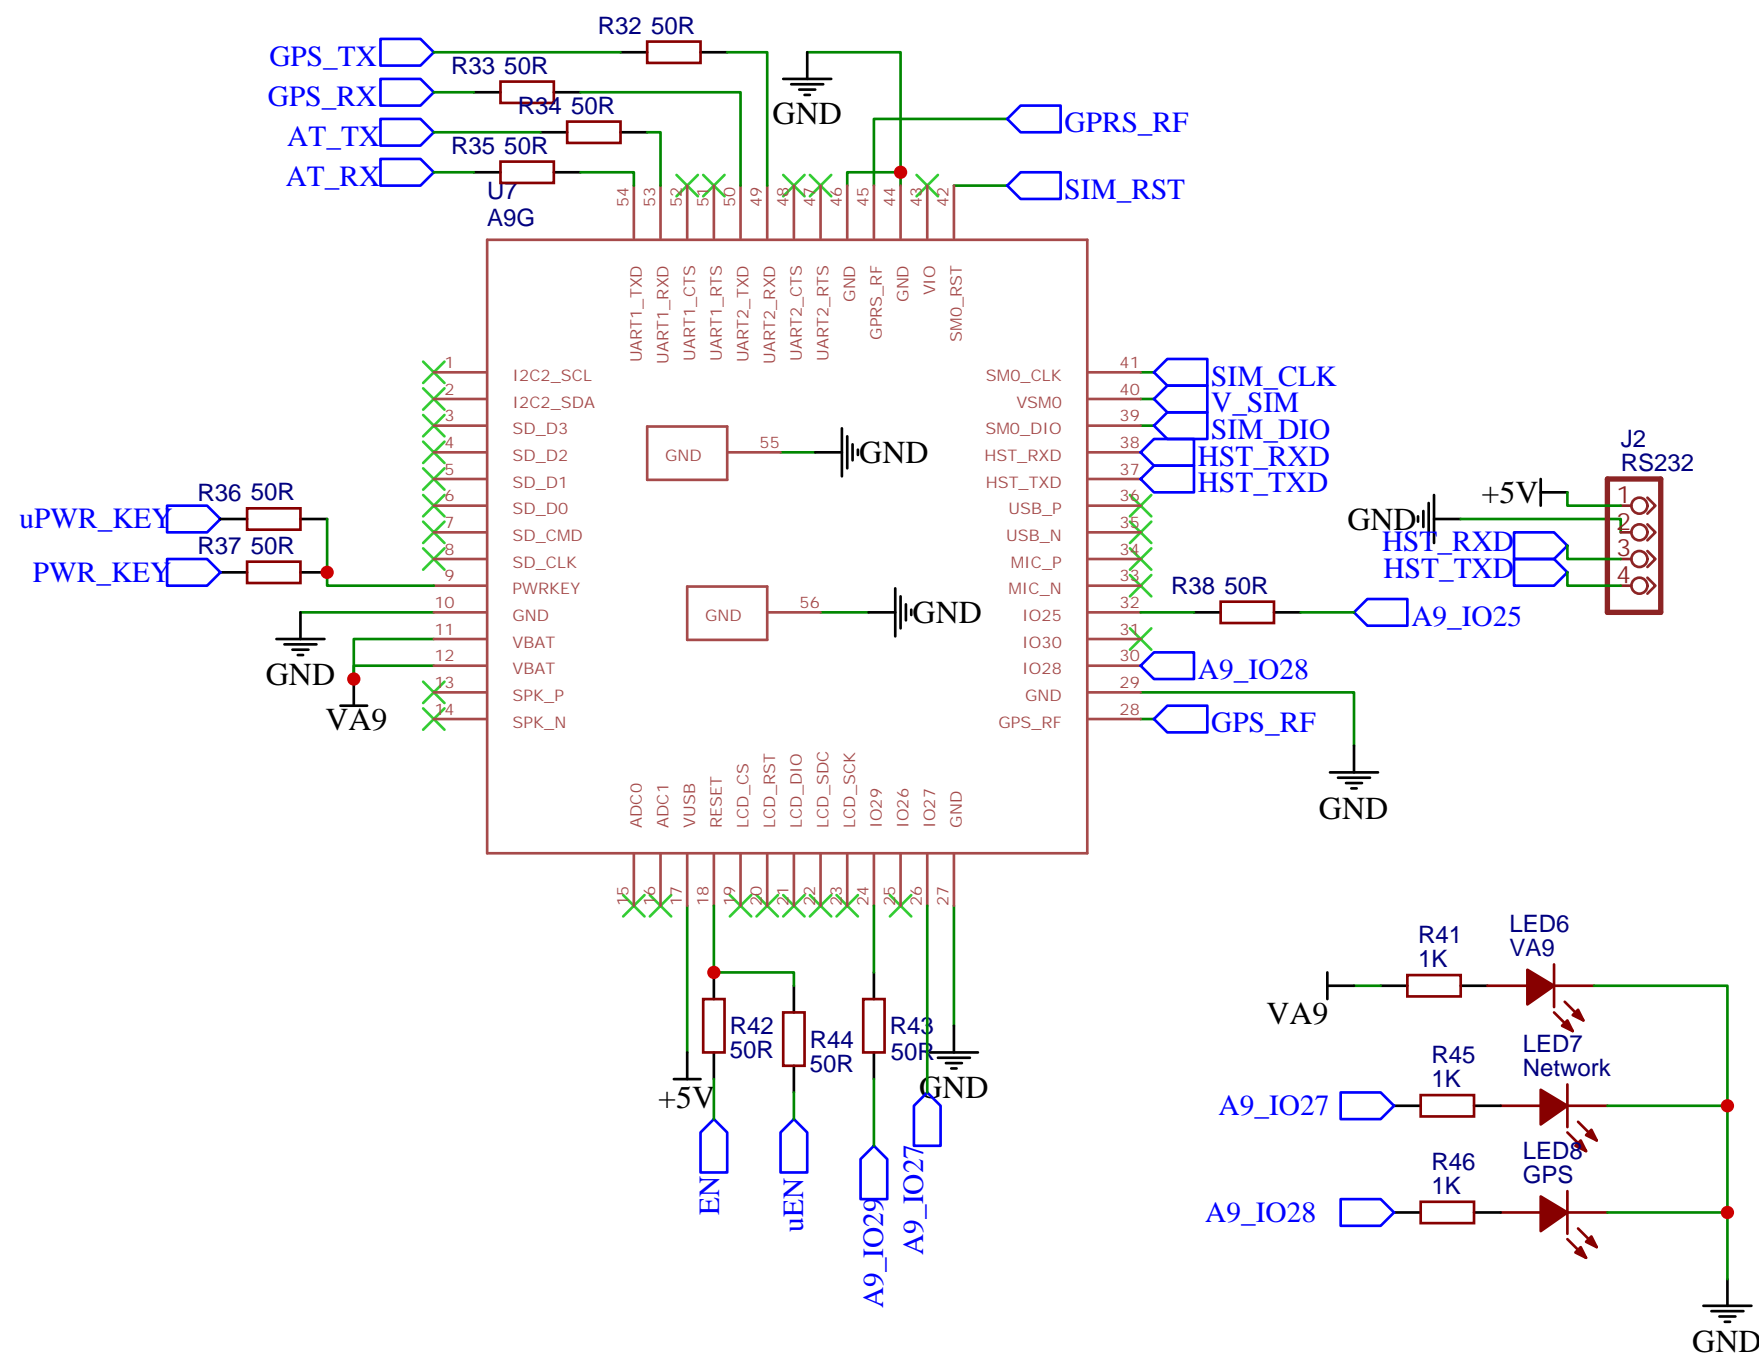 R32 50R
GPS_TX
R33 50R
GPS_RX
R34 50R
AT_TX
R35 50R
AT_RX
GND
GPRS_RF
SIM_RST
U7
A9G
54
53
52
51
50
49
48
47
46
45
44
43
42
UART1_TXD
UART1_RXD
UART1_CTS
UART1_RTS
UART2_TXD
UART2_RXD
UART2_CTS
UART2_RTS
GND
GPRS_RF
GND
VIO
SM0_RST
1 I2C2_SCL
2 I2C2_SDA
3 SD_D3
4 SD_D2
5 SD_D1
6 SD_D0
7 SD_CMD
8 SD_CLK
9 PWRKEY
10 GND
11 VBAT
12 VBAT
13 SPK_P
14 SPK_N
R36 50R
uPWR_KEY
R37 50R
PWR_KEY
GND
VA9
GND 55 GND
GND 56 GND
SM0_CLK 41 SIM_CLK
VSM0 40 V_SIM
SM0_DIO 39 SIM_DIO
HST_RXD 38 HST_RXD
HST_TXD 37 HST_TXD
USB_P 36
USB_N 35
MIC_P 34
MIC_N 33
IO25 32 R38 50R A9_IO25
IO30 31
IO28 30 A9_IO28
GND 29
GPS_RF 28 GPS_RF
GND
J2
RS232
+5V 1
GND 2
HST_RXD 3
HST_TXD 4
ADC0
ADC1
VUSB
RESET
LCD_CS
LCD_RST
LCD_DIO
LCD_SDC
LCD_SCK
IO29
IO26
IO27
GND
15
16
17
18
19
20
21
22
23
24
25
26
27
R42
50R
R44
50R
R43
50R
+5V
GND
EN
uEN
A9_IO29
A9_IO27
R41
1K
LED6
VA9
VA9
R45
1K
LED7
Network
A9_IO27
R46
1K
LED8
GPS
A9_IO28
GND